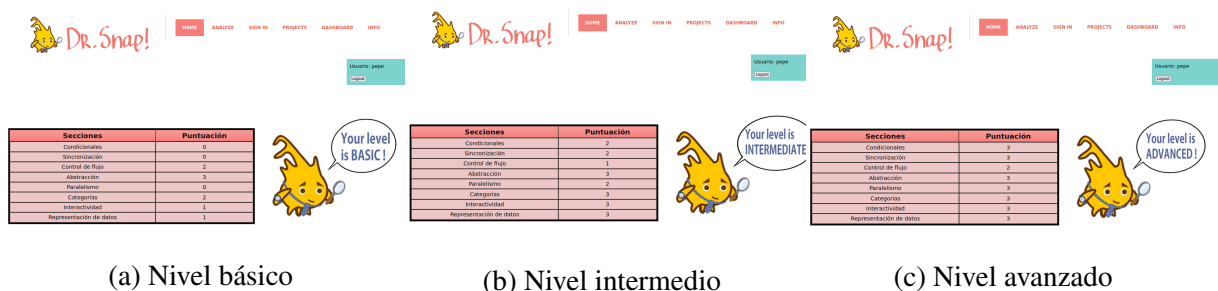 Dr. Snap!
HOME ANALYZE SIGN IN PROJECTS DASHBOARD INFO
Usuario: pepe
Logout
Secciones Puntuación
Condicionales 0
Sincronización 0
Control de flujo 2
Abstracción 3
Paralelismo 0
Categorías 2
Interactividad 1
Representación de datos 1
Your level
is BASIC !
(a) Nivel básico
Dr. Snap!
HOME ANALYZE SIGN IN PROJECTS DASHBOARD INFO
Usuario: pepe
Logout
Secciones Puntuación
Condicionales 2
Sincronización 2
Control de flujo 1
Abstracción 3
Paralelismo 2
Categorías 3
Interactividad 3
Representación de datos 3
Your level is
INTERMEDIATE
(b) Nivel intermedio
Dr. Snap!
HOME ANALYZE SIGN IN PROJECTS DASHBOARD INFO
Usuario: pepe
Logout
Secciones Puntuación
Condicionales 3
Sincronización 3
Control de flujo 2
Abstracción 3
Paralelismo 3
Categorías 3
Interactividad 3
Representación de datos 3
Your level is
ADVANCED !
(c) Nivel avanzado